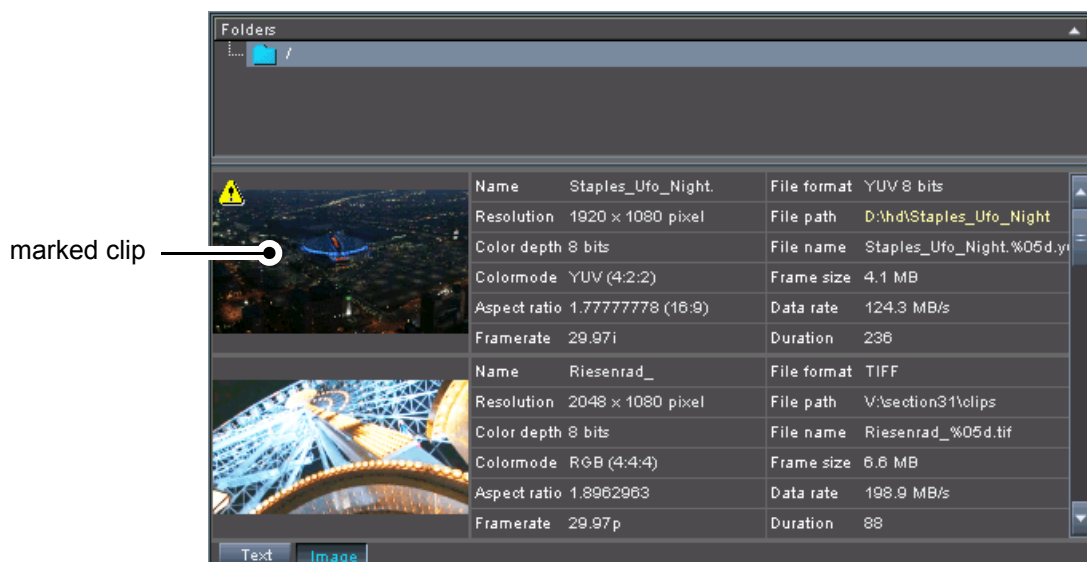 Folders
/
marked clip
Name Staples_Ufo_Night. File format YUV 8 bits
Resolution 1920 x 1080 pixel File path D:\hd\Staples_Ufo_Night
Color depth 8 bits File name Staples_Ufo_Night.%05d.yu
Colormode YUV (4:2:2) Frame size 4.1 MB
Aspect ratio 1.77777778 (16:9) Data rate 124.3 MB/s
Framerate 29.97i Duration 236
Name Riesenrad_ File format TIFF
Resolution 2048 x 1080 pixel File path V:\section31\clips
Color depth 8 bits File name Riesenrad_%05d.tif
Colormode RGB (4:4:4) Frame size 6.6 MB
Aspect ratio 1.8962963 Data rate 198.9 MB/s
Framerate 29.97p Duration 88
Text Image